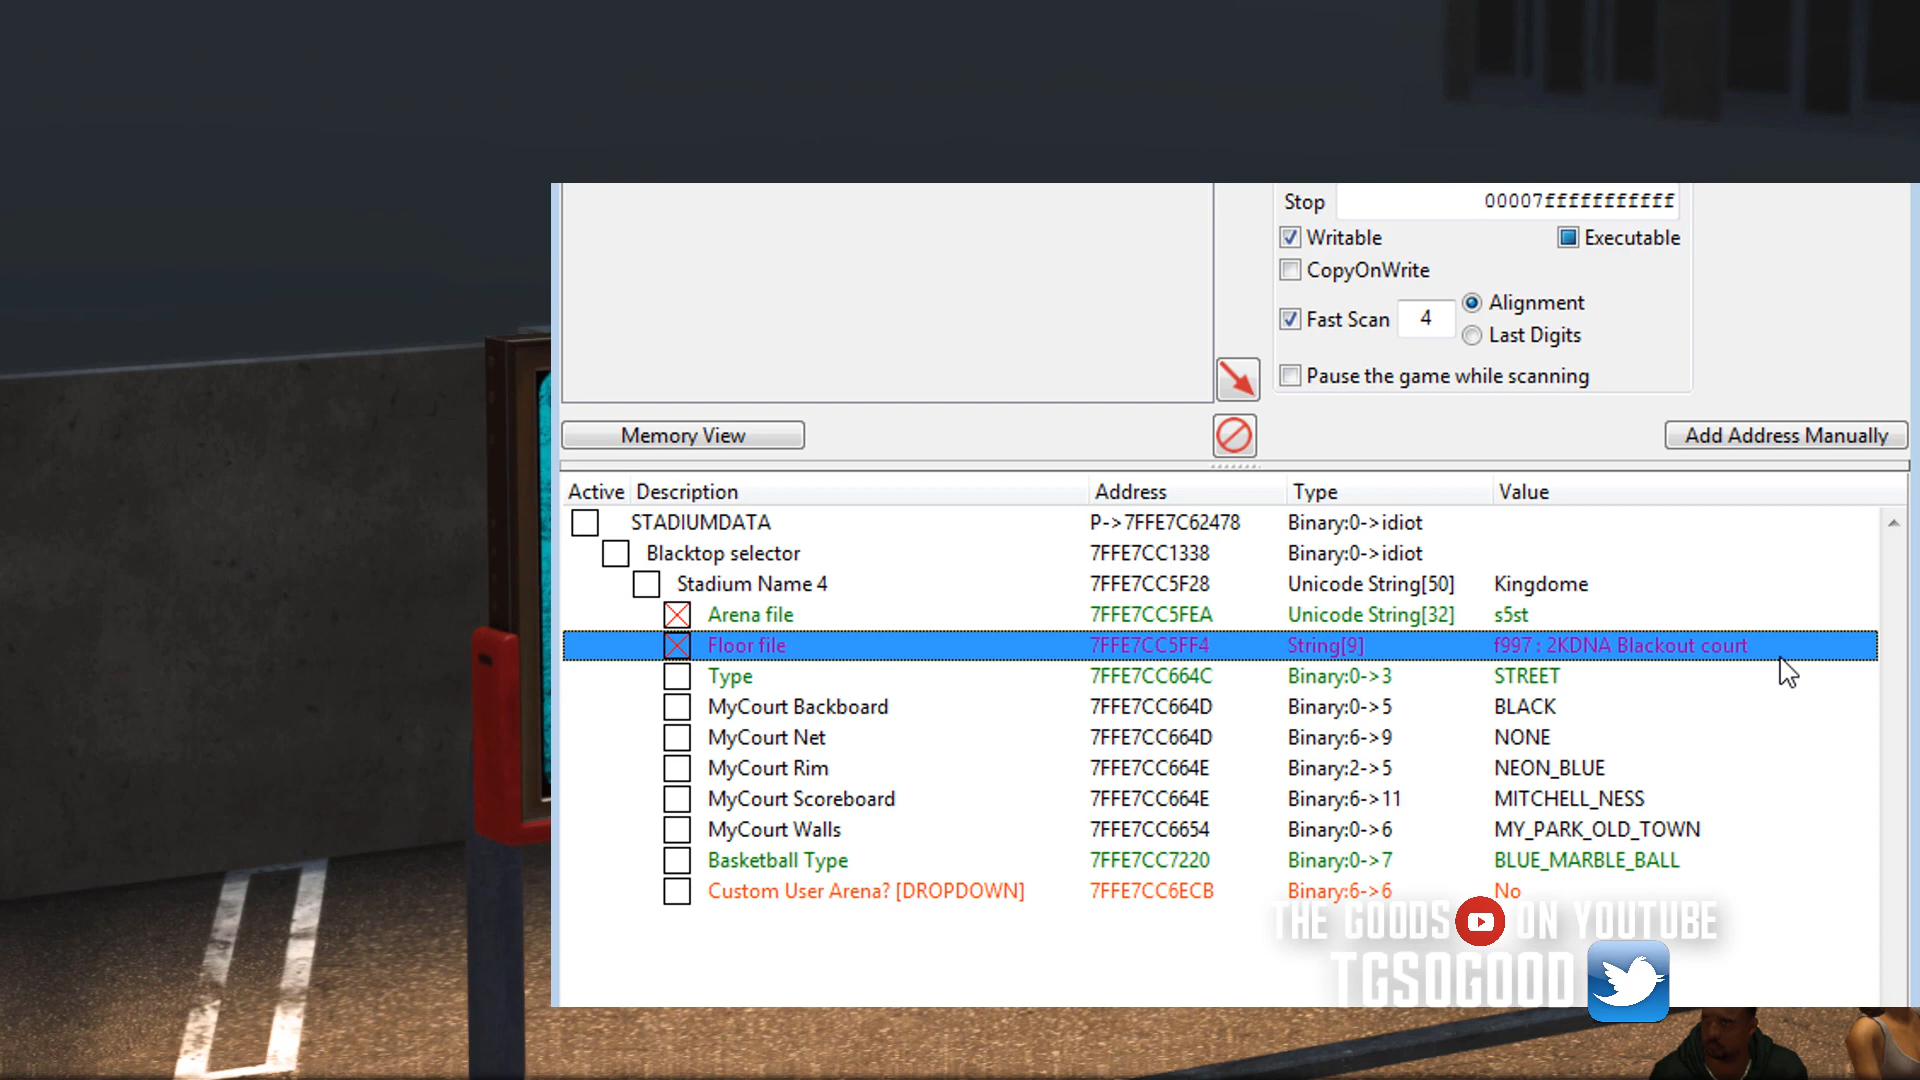 Stop 00007fffffffffff
Writable Executable
CopyOnWrite
Fast Scan 4 Alignment
Last Digits
Pause the game while scanning
Memory View Add Address Manually
Active Description Address Type Value
STADIUMDATA P->7FFE7C62478 Binary:0->idiot
Blacktop selector 7FFE7CC1338 Binary:0->idiot
Stadium Name 4 7FFE7CC5F28 Unicode String[50] Kingdome
Arena file 7FFE7CC5FEA Unicode String[32] s5st
Floor file 7FFE7CC5FF4 String[9] f997 : 2KDNA Blackout court
Type 7FFE7CC664C Binary:0->3 STREET
MyCourt Backboard 7FFE7CC664D Binary:0->5 BLACK
MyCourt Net 7FFE7CC664D Binary:6->9 NONE
MyCourt Rim 7FFE7CC664E Binary:2->5 NEON_BLUE
MyCourt Scoreboard 7FFE7CC664E Binary:6->11 MITCHELL_NESS
MyCourt Walls 7FFE7CC6654 Binary:0->6 MY_PARK_OLD_TOWN
Basketball Type 7FFE7CC7220 Binary:0->7 BLUE_MARBLE_BALL
Custom User Arena? [DROPDOWN] 7FFE7CC6ECB Binary:6->6 No
THE GOODS ON YOUTUBE
TGSOGOOD